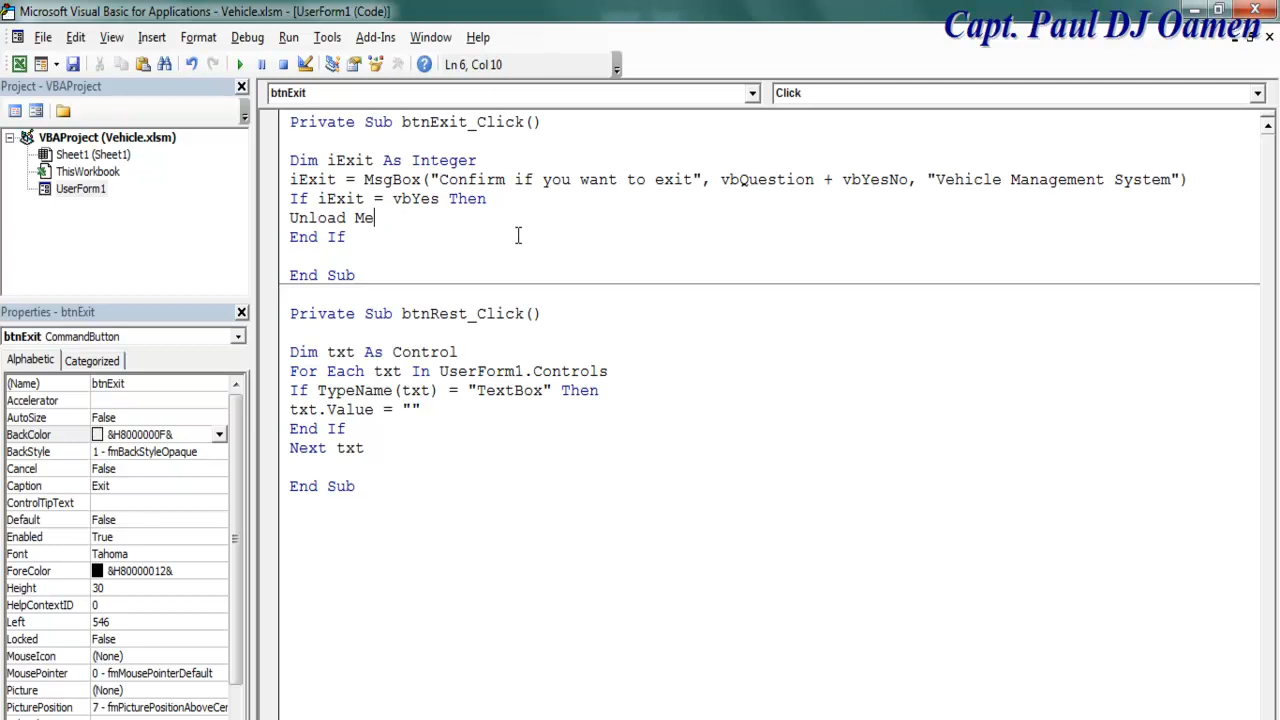 Microsoft Visual Basic for Applications - Vehicle.xlsm - [UserForm1 (Code)]
Capt. Paul DJ Oamen
File Edit View Insert Format Debug Run Tools Add-Ins Window Help
Ln 6, Col 10
Project - VBAProject
btnExit
Click
VBAProject (Vehicle.xlsm)
Sheet1 (Sheet1)
ThisWorkbook
UserForm1
Private Sub btnExit_Click()
Dim iExit As Integer
iExit = MsgBox("Confirm if you want to exit", vbQuestion + vbYesNo, "Vehicle Management System")
If iExit = vbYes Then
Unload Me
End If
End Sub
Private Sub btnRest_Click()
Dim txt As Control
For Each txt In UserForm1.Controls
If TypeName(txt) = "TextBox" Then
txt.Value = ""
End If
Next txt
End Sub
Properties - btnExit
btnExit CommandButton
Alphabetic Categorized
(Name) btnExit
Accelerator
AutoSize False
BackColor &H8000000F&
BackStyle 1 - fmBackStyleOpaque
Cancel False
Caption Exit
ControlTipText
Default False
Enabled True
Font Tahoma
ForeColor &H80000012&
Height 30
HelpContextID 0
Left 546
Locked False
MouseIcon (None)
MousePointer 0 - fmMousePointerDefault
Picture (None)
PicturePosition 7 - fmPicturePositionAboveCer